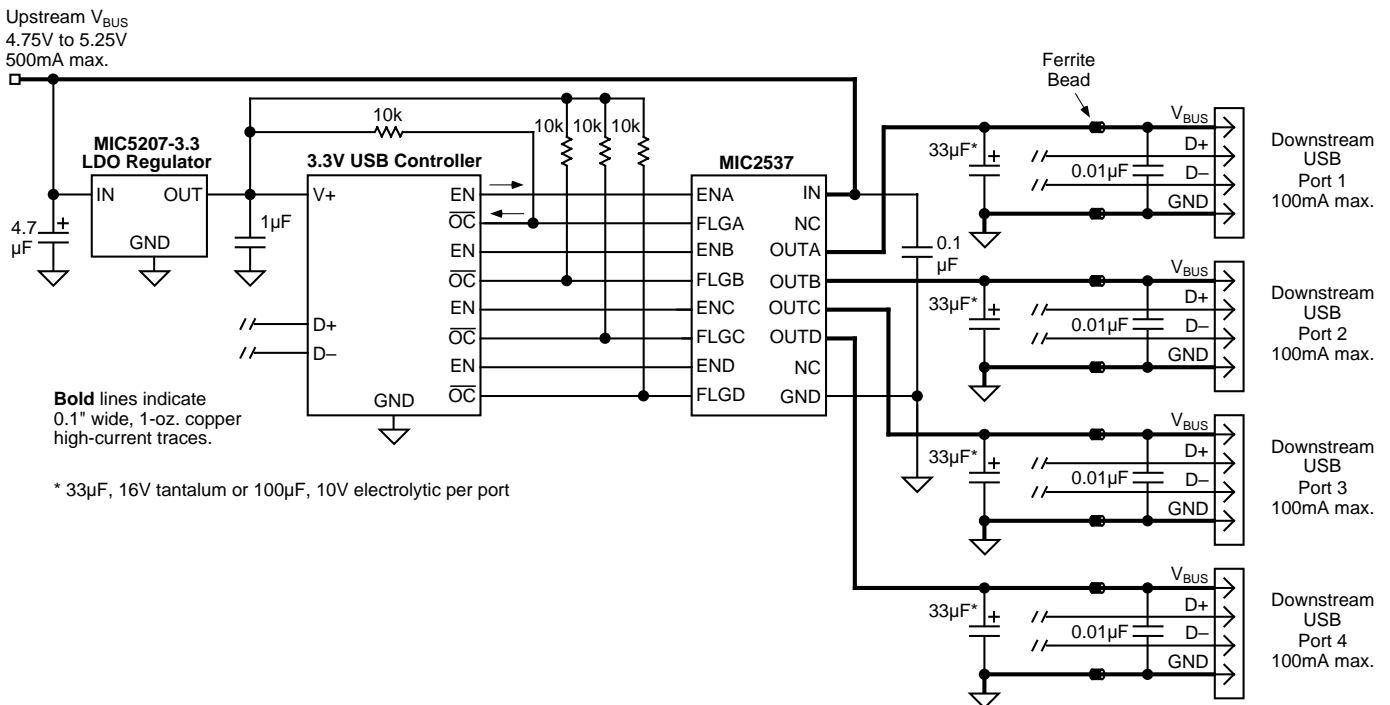 Upstream VBUS
4.75V to 5.25V
500mA max.
MIC5207-3.3
LDO Regulator
IN
OUT
GND
4.7
µF
+
1µF
10k
10k
10k
10k
3.3V USB Controller
V+
D+
D–
GND
EN
OC
EN
OC
EN
OC
EN
OC
MIC2537
ENA
FLGA
ENB
FLGB
ENC
FLGC
END
FLGD
IN
NC
OUTA
OUTB
OUTC
OUTD
NC
GND
0.1
µF
Ferrite
Bead
33µF*
+
0.01µF
VBUS
D+
D–
GND
Downstream
USB
Port 1
100mA max.
33µF*
+
0.01µF
VBUS
D+
D–
GND
Downstream
USB
Port 2
100mA max.
33µF*
+
0.01µF
VBUS
D+
D–
GND
Downstream
USB
Port 3
100mA max.
33µF*
+
0.01µF
VBUS
D+
D–
GND
Downstream
USB
Port 4
100mA max.
Bold lines indicate
0.1" wide, 1-oz. copper
high-current traces.
* 33µF, 16V tantalum or 100µF, 10V electrolytic per port